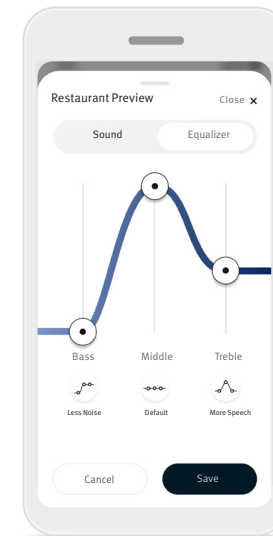 Restaurant Preview
Close ×
Sound
Equalizer
Bass
Middle
Treble
Less Noise
Default
More Speech
Cancel
Save